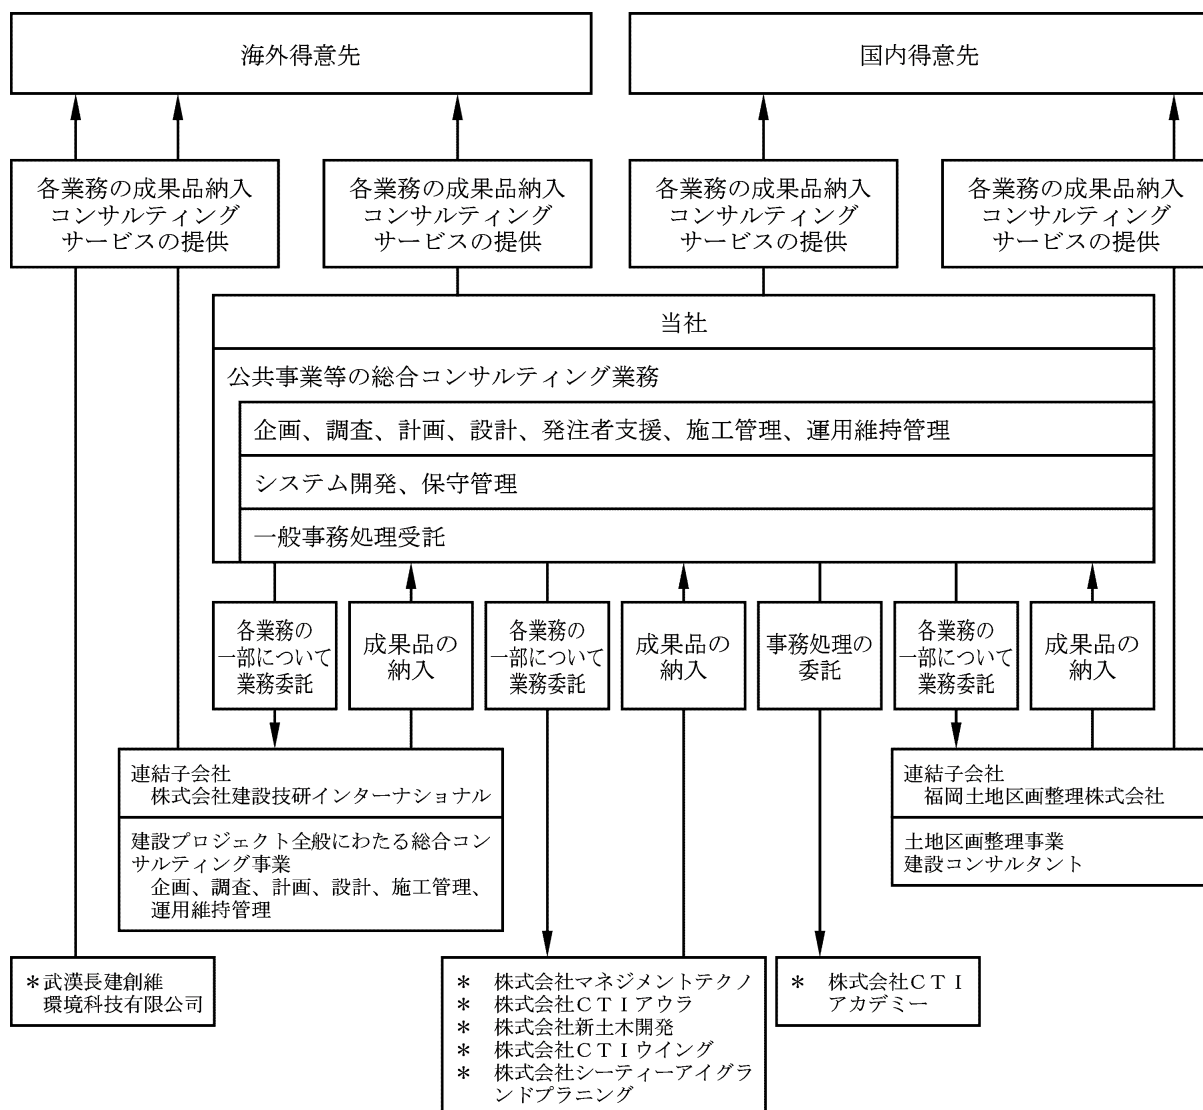 海外得意先
国内得意先
各業務の成果品納入
コンサルティング
サービスの提供
各業務の成果品納入
コンサルティング
サービスの提供
各業務の成果品納入
コンサルティング
サービスの提供
各業務の成果品納入
コンサルティング
サービスの提供
当社
公共事業等の総合コンサルティング業務
企画、調査、計画、設計、発注者支援、施工管理、運用維持管理
システム開発、保守管理
一般事務処理受託
各業務の
一部について
業務委託
成果品の
納入
各業務の
一部について
業務委託
成果品の
納入
事務処理の
委託
各業務の
一部について
業務委託
成果品の
納入
連結子会社
株式会社建設技研インターナショナル
建設プロジェクト全般にわたる総合コン
サルティング事業
企画、調査、計画、設計、施工管理、
運用維持管理
連結子会社
福岡土地区画整理株式会社
土地区画整理事業
建設コンサルタント
＊武漢長建創維
環境科技有限公司
＊ 株式会社マネジメントテクノ
＊ 株式会社ＣＴＩアウラ
＊ 株式会社新土木開発
＊ 株式会社ＣＴＩウイング
＊ 株式会社シーティーアイグラ
ンドプラニング
＊ 株式会社ＣＴＩ
アカデミー